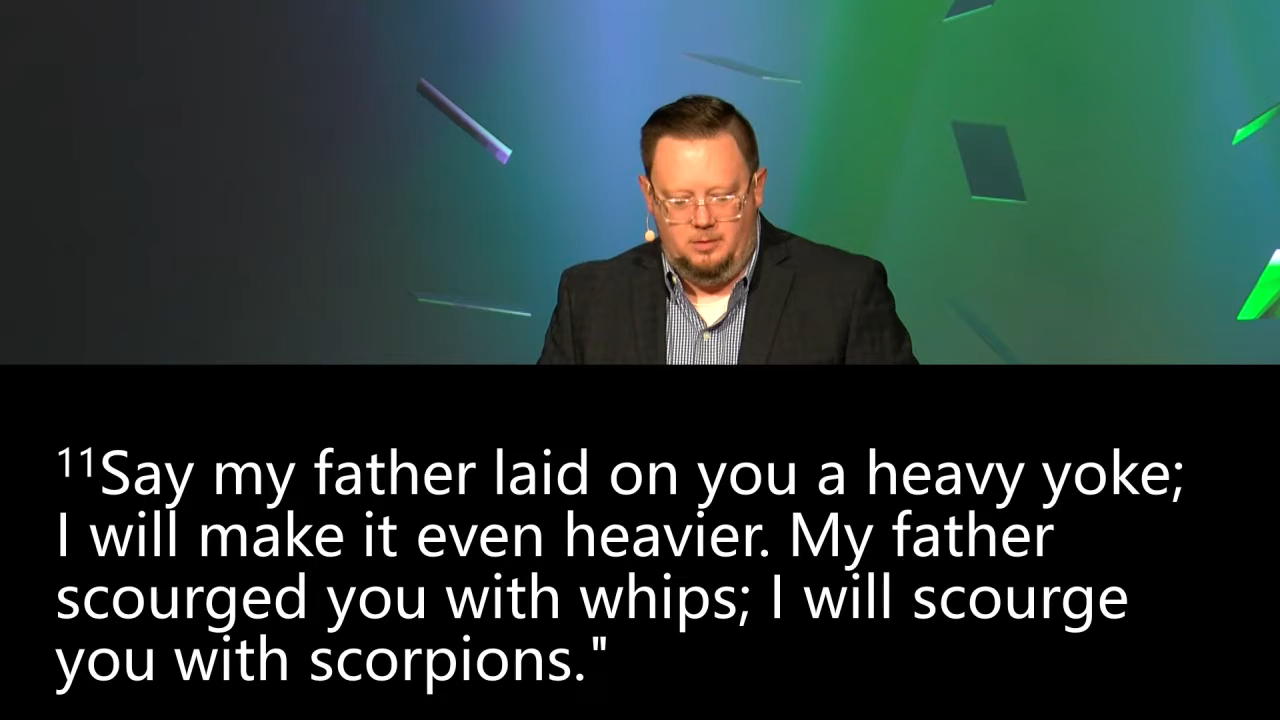 ¹¹Say my father laid on you a heavy yoke;
I will make it even heavier. My father
scourged you with whips; I will scourge
you with scorpions."